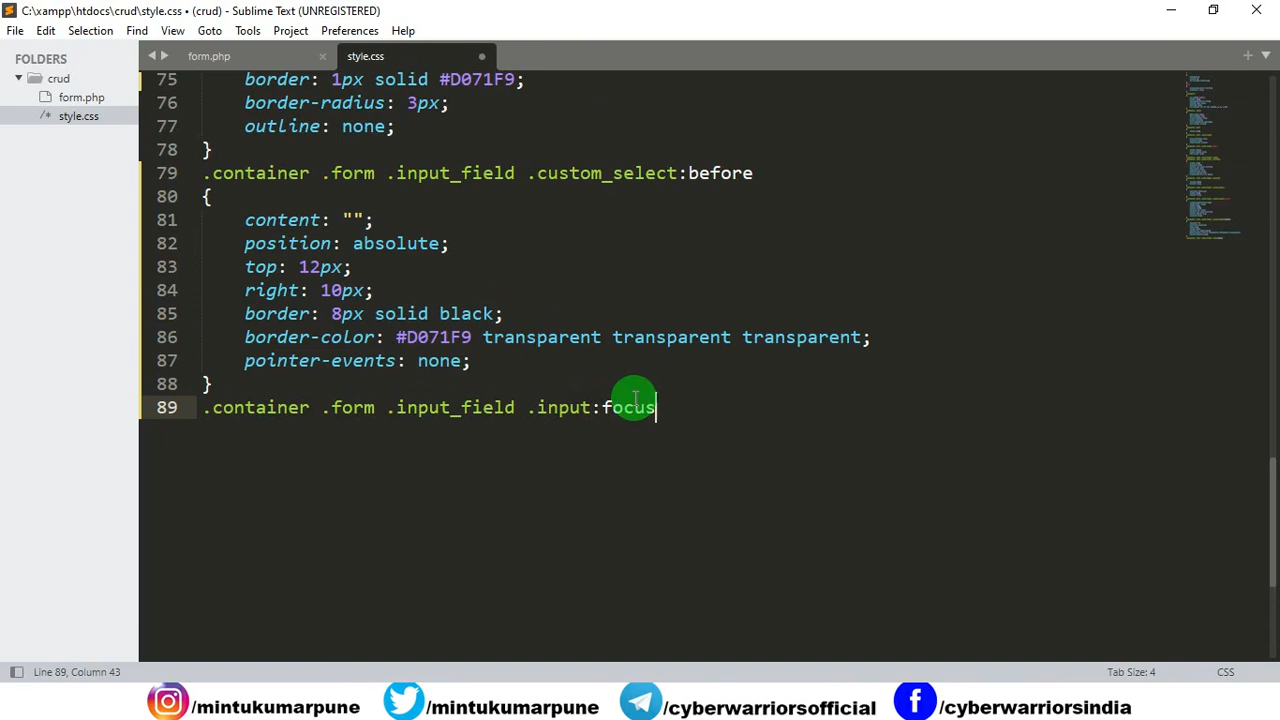 C:\xampp\htdocs\crud\style.css • (crud) - Sublime Text (UNREGISTERED)
File Edit Selection Find View Goto Tools Project Preferences Help
FOLDERS
crud
form.php
/* style.css
form.php
style.css
75 border: 1px solid #D071F9;
76 border-radius: 3px;
77 outline: none;
78 }
79 .container .form .input_field .custom_select:before
80 {
81 content: "";
82 position: absolute;
83 top: 12px;
84 right: 10px;
85 border: 8px solid black;
86 border-color: #D071F9 transparent transparent transparent;
87 pointer-events: none;
88 }
89 .container .form .input_field .input:focus
Line 89, Column 43
Tab Size: 4
CSS
/mintukumarpune
/mintukumarpune
/cyberwarriorsofficial
/cyberwarriorsindia